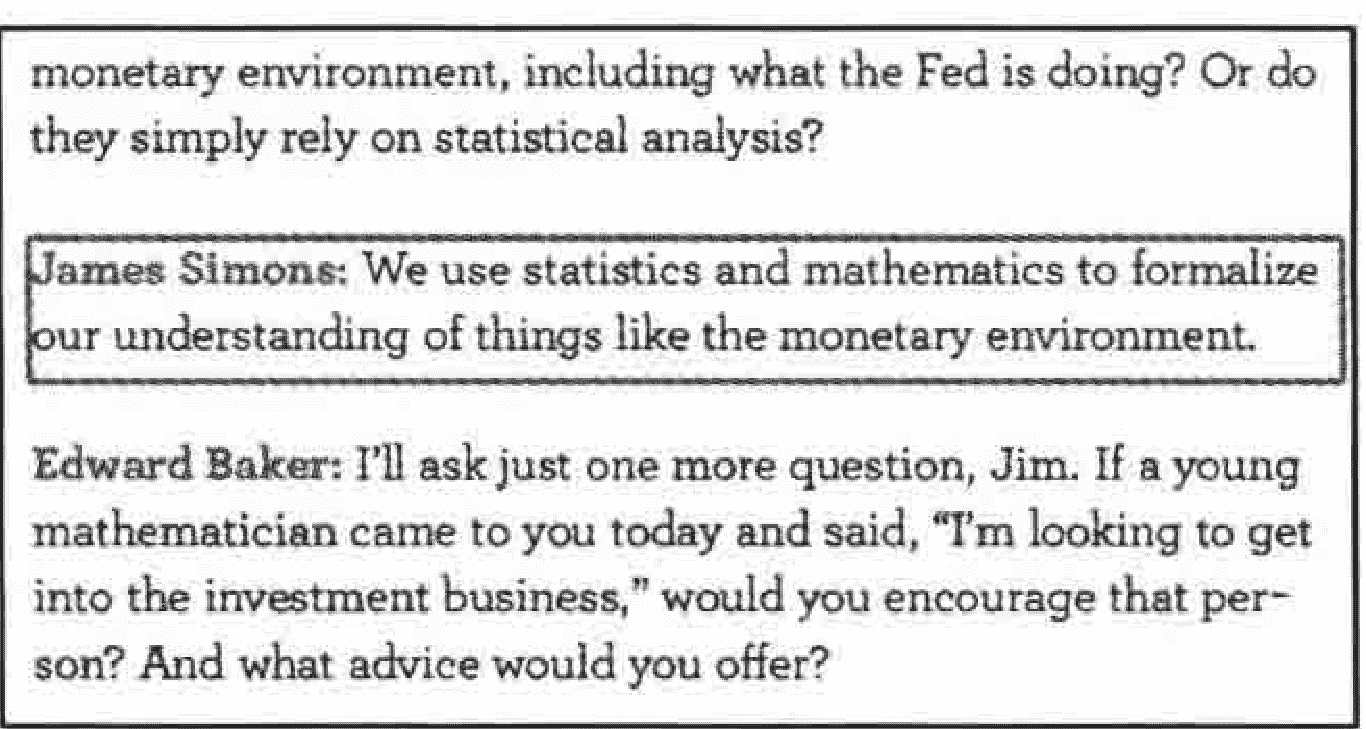 monetary environment, including what the Fed is doing? Or do
they simply rely on statistical analysis?
James Simons: We use statistics and mathematics to formalize
our understanding of things like the monetary environment.
Edward Baker: I'll ask just one more question, Jim. If a young
mathematician came to you today and said, “I'm looking to get
into the investment business,” would you encourage that per-
son? And what advice would you offer?